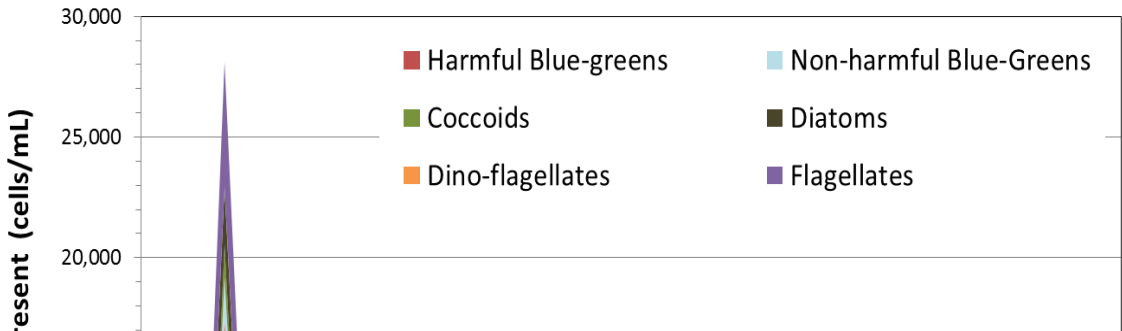 30,000
Harmful Blue-greens
Non-harmful Blue-Greens
25,000
Coccoids
Diatoms
Dino-flagellates
Flagellates
20,000
(cells/mL)